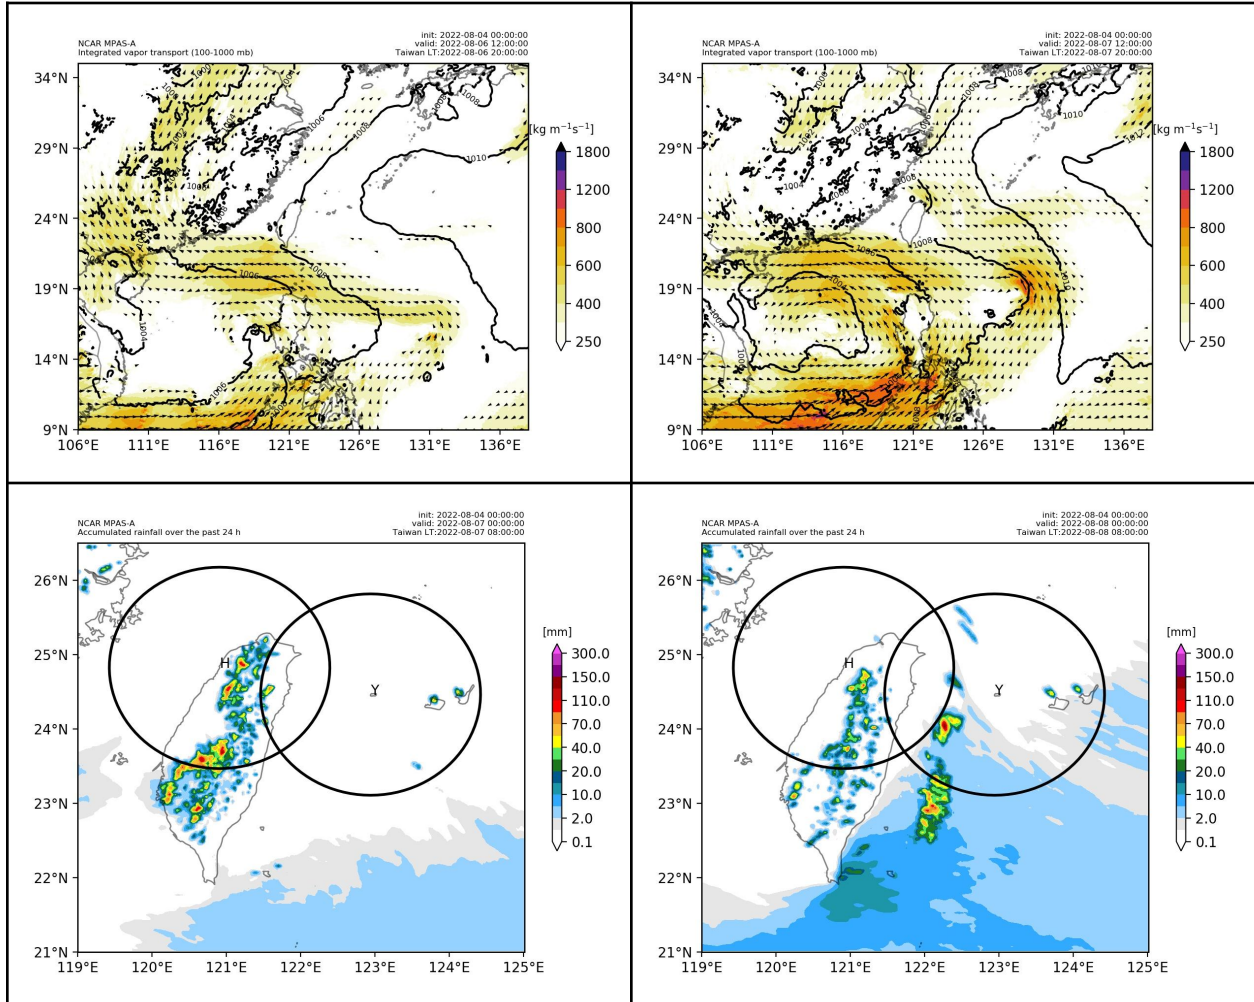 NCAR MPAS-A
Integrated vapor transport (100-1000 mb)
init: 2022-08-04 00:00:00
valid: 2022-08-06 12:00:00
Taiwan LT:2022-08-06 20:00:00
34°N
29°N
24°N
19°N
14°N
9°N
106°E 111°E 116°E 121°E 126°E 131°E 136°E
[kg m⁻¹s⁻¹]
1800
1200
800
600
400
250
1006
1008
1010
1006
1008
1006
1004
NCAR MPAS-A
Integrated vapor transport (100-1000 mb)
init: 2022-08-04 00:00:00
valid: 2022-08-07 12:00:00
Taiwan LT:2022-08-07 20:00:00
34°N
29°N
24°N
19°N
14°N
9°N
106°E 111°E 116°E 121°E 126°E 131°E 136°E
[kg m⁻¹s⁻¹]
1800
1200
800
600
400
250
1008
1010
1010
1012
1004
1008
1008
1006
1010
NCAR MPAS-A
Accumulated rainfall over the past 24 h
init: 2022-08-04 00:00:00
valid: 2022-08-07 00:00:00
Taiwan LT:2022-08-07 08:00:00
26°N
25°N
24°N
23°N
22°N
21°N
119°E 120°E 121°E 122°E 123°E 124°E 125°E
H
Y
[mm]
300.0
150.0
110.0
70.0
40.0
20.0
10.0
2.0
0.1
NCAR MPAS-A
Accumulated rainfall over the past 24 h
init: 2022-08-04 00:00:00
valid: 2022-08-08 00:00:00
Taiwan LT:2022-08-08 08:00:00
26°N
25°N
24°N
23°N
22°N
21°N
119°E 120°E 121°E 122°E 123°E 124°E 125°E
H
Y
[mm]
300.0
150.0
110.0
70.0
40.0
20.0
10.0
2.0
0.1